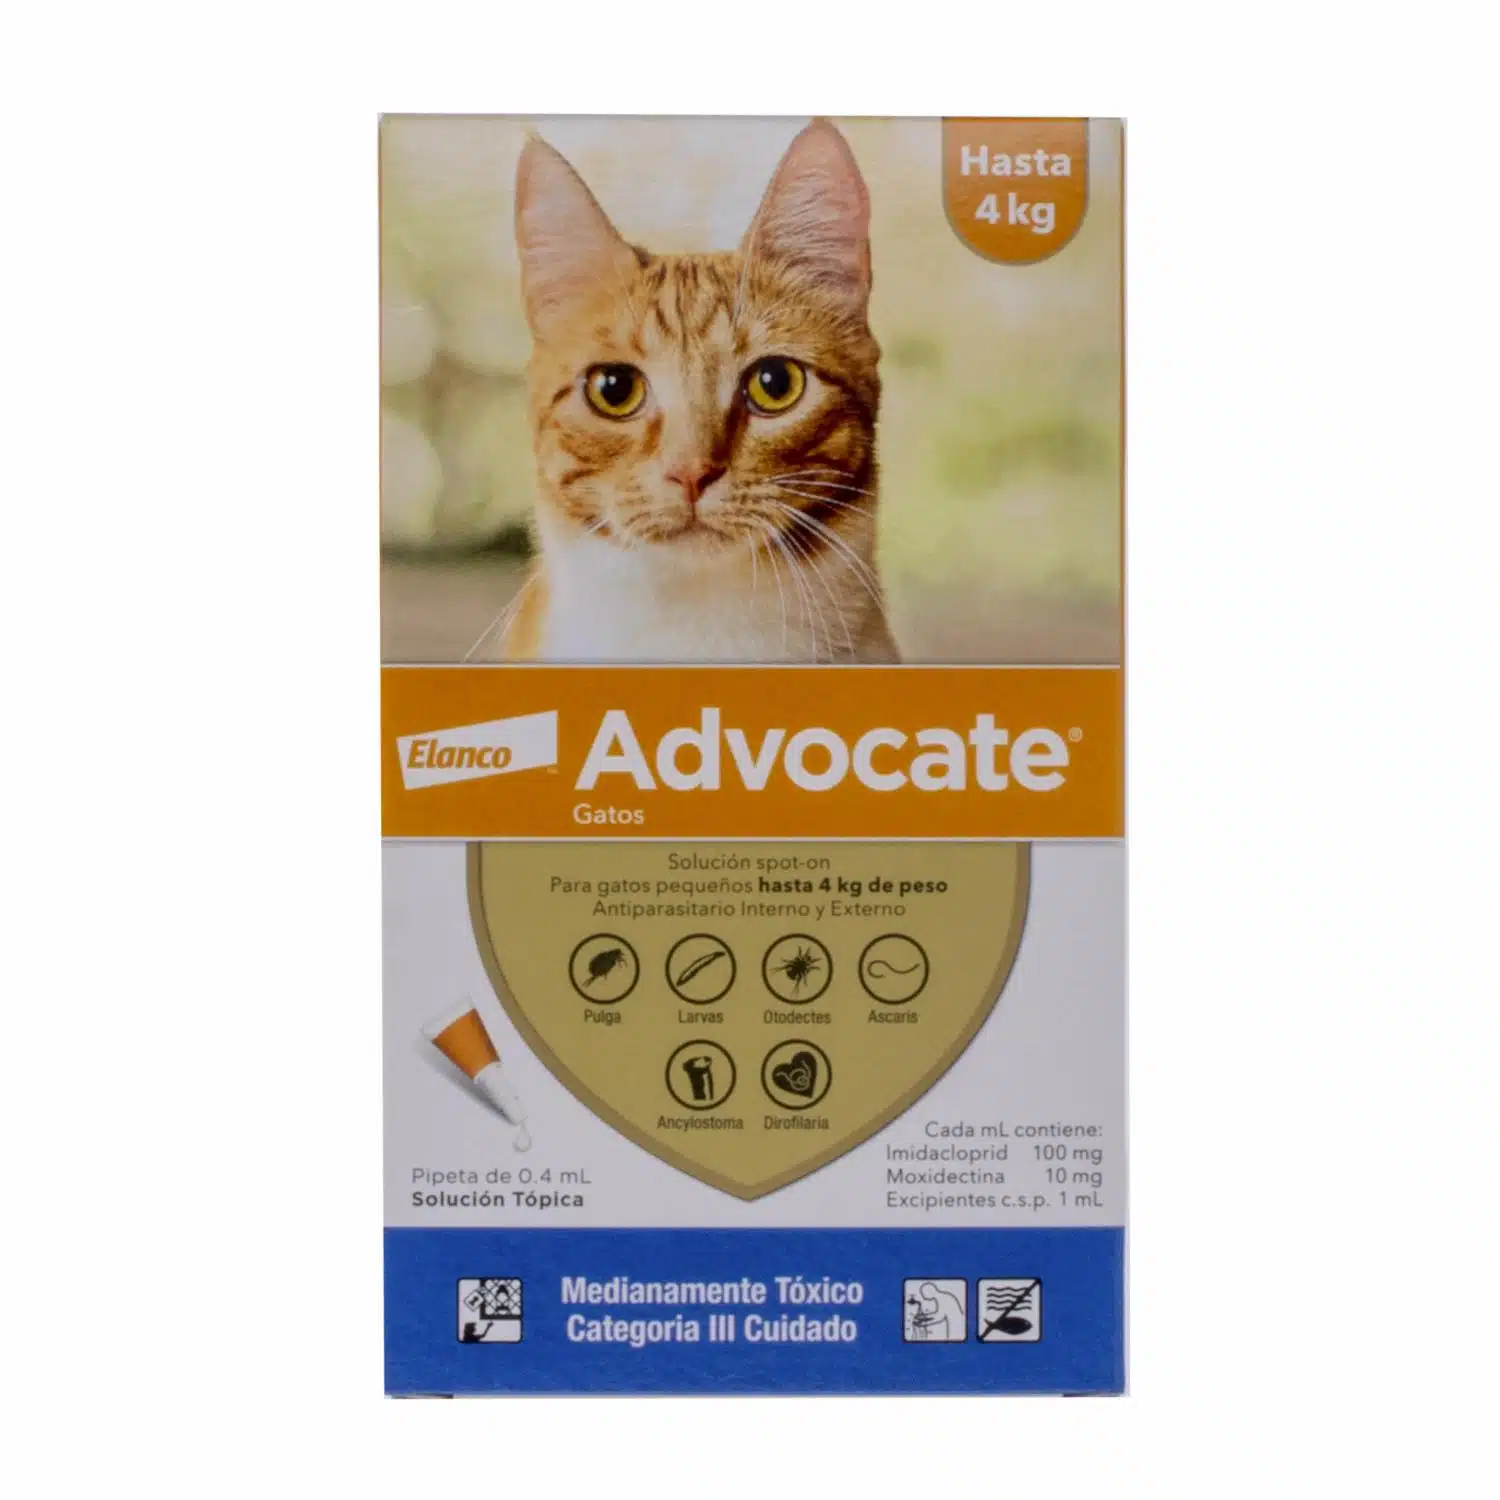 Hasta
4 kg
Elanco
Advocate®
Gatos
Solución spot-on
Para gatos pequeños hasta 4 kg de peso
Antiparasitario Interno y Externo
Pulga Larvas Otodectes Ascaris
Ancylostoma Dirofilaria
Pipeta de 0.4 mL
Solución Tópica
Cada mL contiene:
Imidacloprid 100 mg
Moxidectina 10 mg
Excipientes c.s.p. 1 mL
Medianamente Tóxico
Categoria III Cuidado